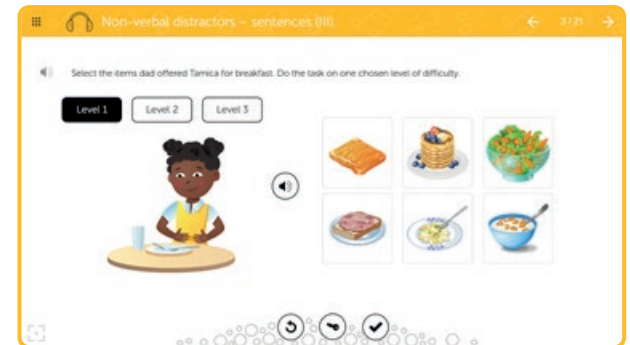 Non-verbal distractors – sentences (III)
3 / 21
Select the items dad offered Tamica for breakfast. Do the task on one chosen level of difficulty.
Level 1
Level 2
Level 3